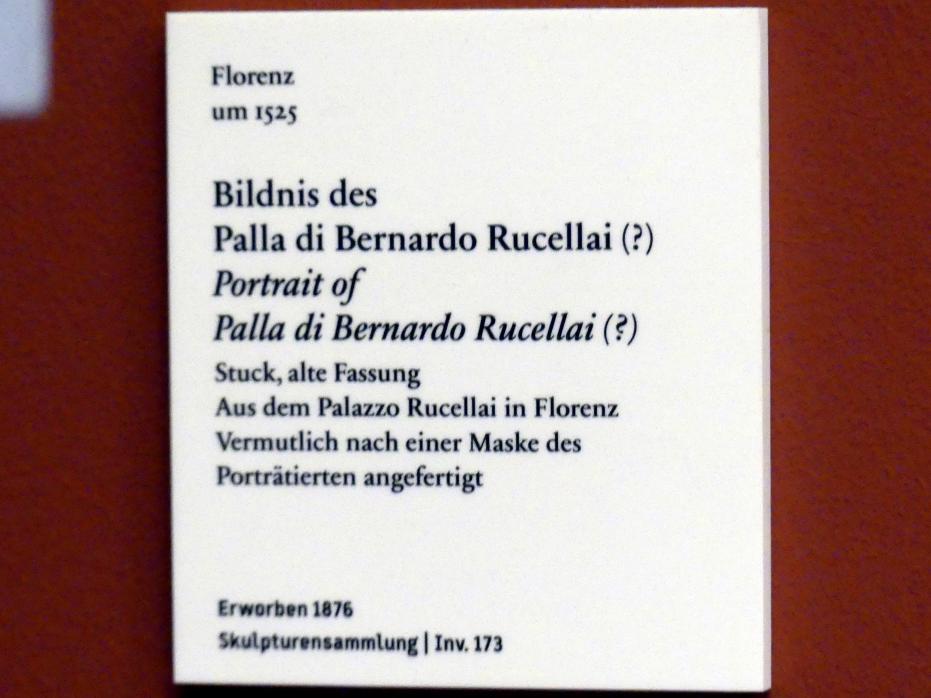 Florenz
um 1525
Bildnis des
Palla di Bernardo Rucellai (?)
Portrait of
Palla di Bernardo Rucellai (?)
Stuck, alte Fassung
Aus dem Palazzo Rucellai in Florenz
Vermutlich nach einer Maske des
Porträtierten angefertigt
Erworben 1876
Skulpturensammlung | Inv. 173